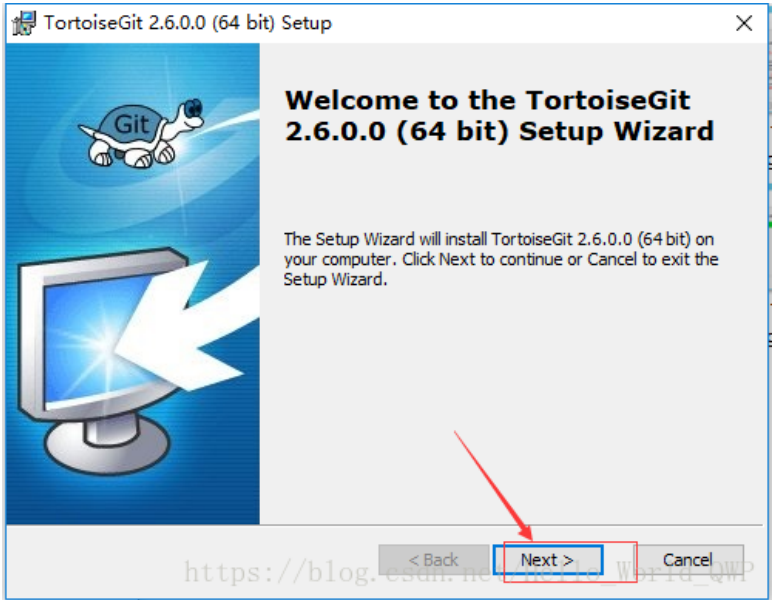 TortoiseGit 2.6.0.0 (64 bit) Setup
Git
Welcome to the TortoiseGit
2.6.0.0 (64 bit) Setup Wizard
The Setup Wizard will install TortoiseGit 2.6.0.0 (64 bit) on
your computer. Click Next to continue or Cancel to exit the
Setup Wizard.
< Back Next > Cancel
https://blog.csdn.net/Hello_World_QWP